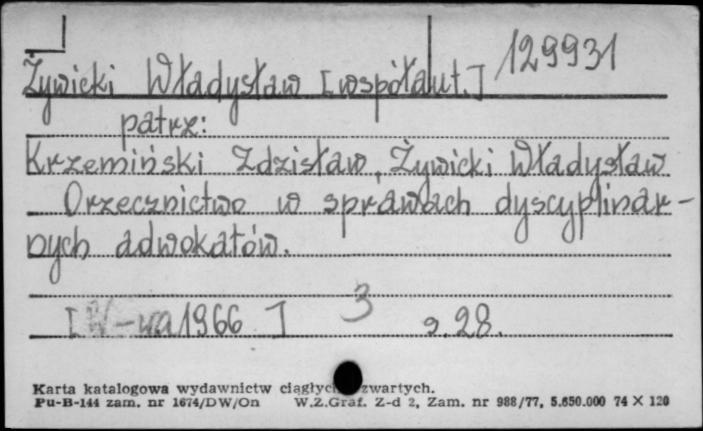 129931
Żywicki Władysław [współaut.]
patrz:
Krzemiński Zdzisław, Żywicki Władysław
Orzecznictwo w sprawach dyscyplinar-
nych adwokatów.
[W-wa 1966 ] 3 s. 28.
Karta katalogowa wydawnictw ciągłych zwartych.
Pu-B-144 zam. nr 1674/DW/On W.Z.Graf. Z-d 2, Zam. nr 988/77, 5.650.000 74 X 120